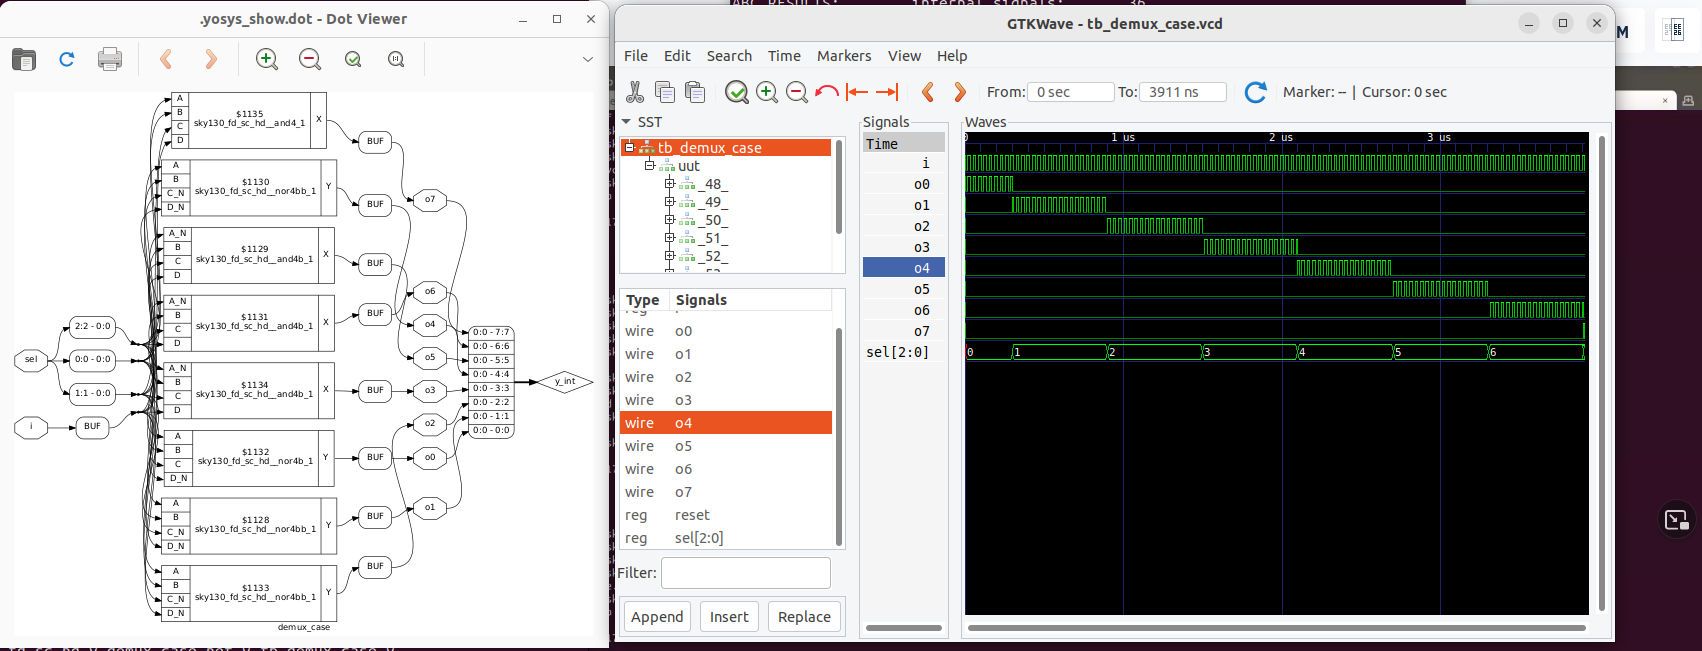 ABC RESULTS: internal signals: 36
.yosys_show.dot - Dot Viewer
A
B
C
D
$1135
sky130_fd_sc_hd__and4_1
X
BUF
A
B
C_N
D_N
$1130
sky130_fd_sc_hd__nor4bb_1
Y
BUF
o7
A_N
B
C
D
$1129
sky130_fd_sc_hd__and4b_1
X
BUF
A_N
B
C
D
$1131
sky130_fd_sc_hd__and4b_1
X
BUF
o6
o4
o5
A_N
B
C
D
$1134
sky130_fd_sc_hd__and4b_1
X
BUF
o3
A
B
C
D_N
$1132
sky130_fd_sc_hd__nor4b_1
Y
BUF
o2
o0
A
B
C_N
D_N
$1128
sky130_fd_sc_hd__nor4bb_1
Y
BUF
o1
A
B
C_N
D_N
$1133
sky130_fd_sc_hd__nor4bb_1
Y
BUF
sel
2:2 - 0:0
0:0 - 0:0
1:1 - 0:0
i
BUF
0:0 - 7:7
0:0 - 6:6
0:0 - 5:5
0:0 - 4:4
0:0 - 3:3
0:0 - 2:2
0:0 - 1:1
0:0 - 0:0
y_int
demux_case
GTKWave - tb_demux_case.vcd
File Edit Search Time Markers View Help
From: 0 sec To: 3911 ns Marker: -- | Cursor: 0 sec
SST
tb_demux_case
uut
_48_
_49_
_50_
_51_
_52_
Type Signals
wire o0
wire o1
wire o2
wire o3
wire o4
wire o5
wire o6
wire o7
reg reset
reg sel[2:0]
Filter:
Append Insert Replace
Signals
Time
i
o0
o1
o2
o3
o4
o5
o6
o7
sel[2:0]
Waves
0 1 us 2 us 3 us
0 1 2 3 4 5 6
M